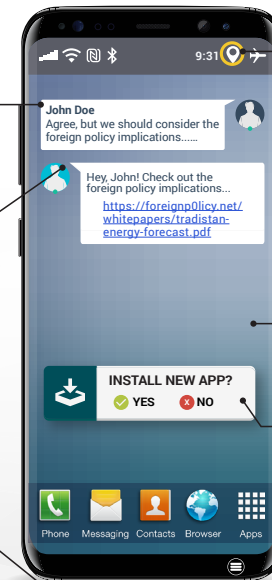 9:31
John Doe
Agree, but we should consider the
foreign policy implications......
Hey, John! Check out the
foreign policy implications...
https://foreignp0licy.net/
whitepapers/tradistan-
energy-forecast.pdf
INSTALL NEW APP?
YES X NO
Phone Messaging Contacts Browser Apps